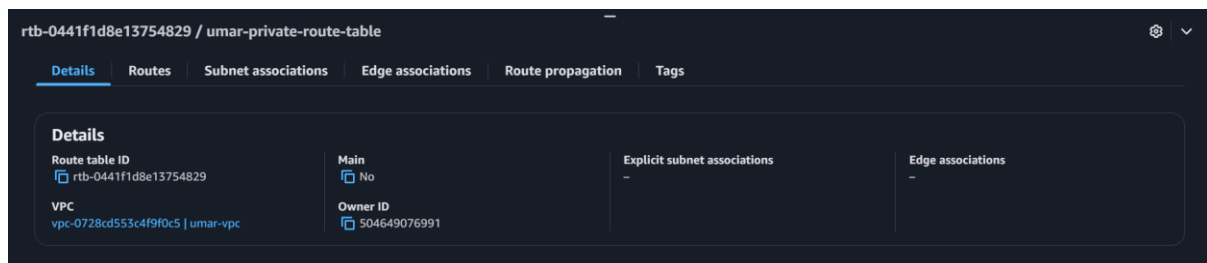 rtb-0441f1d8e13754829 / umar-private-route-table
Details Routes Subnet associations Edge associations Route propagation Tags
Details
Route table ID
rtb-0441f1d8e13754829
Main
No
Explicit subnet associations
–
Edge associations
–
VPC
vpc-0728cd553c4f9f0c5 | umar-vpc
Owner ID
504649076991